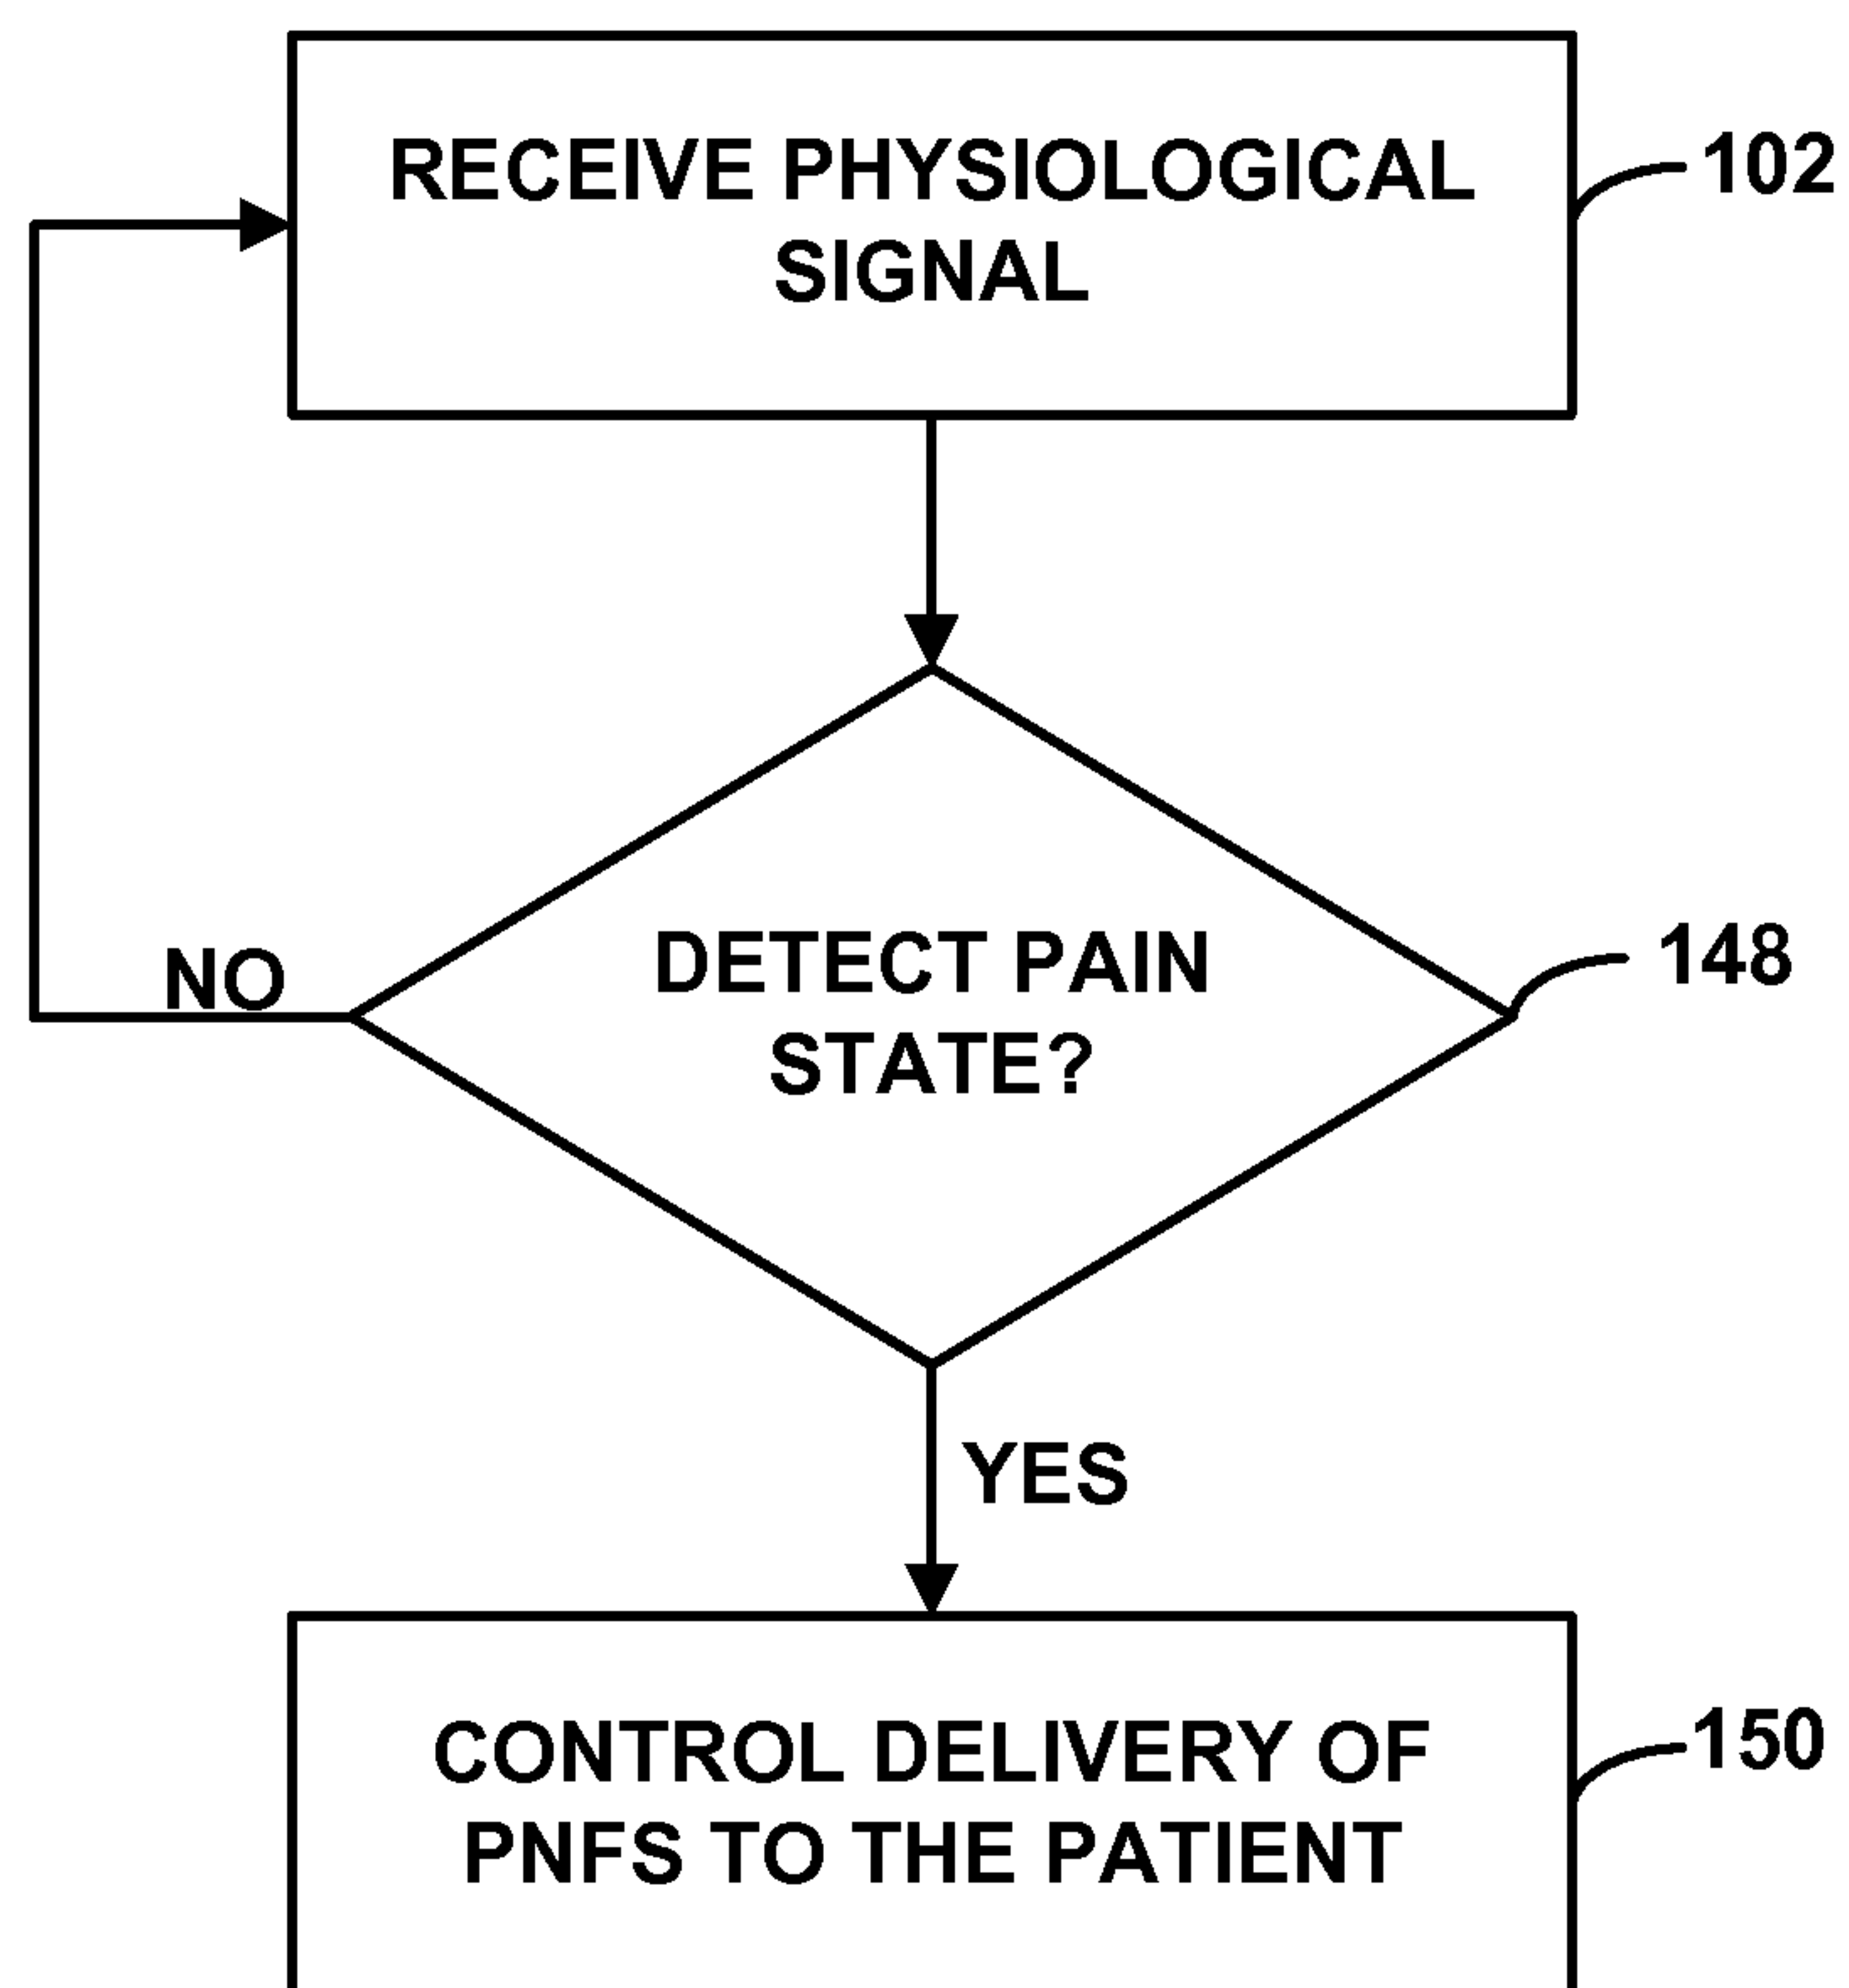 RECEIVE PHYSIOLOGICAL
SIGNAL
102
NO
DETECT PAIN
STATE?
148
YES
CONTROL DELIVERY OF
PNFS TO THE PATIENT
150